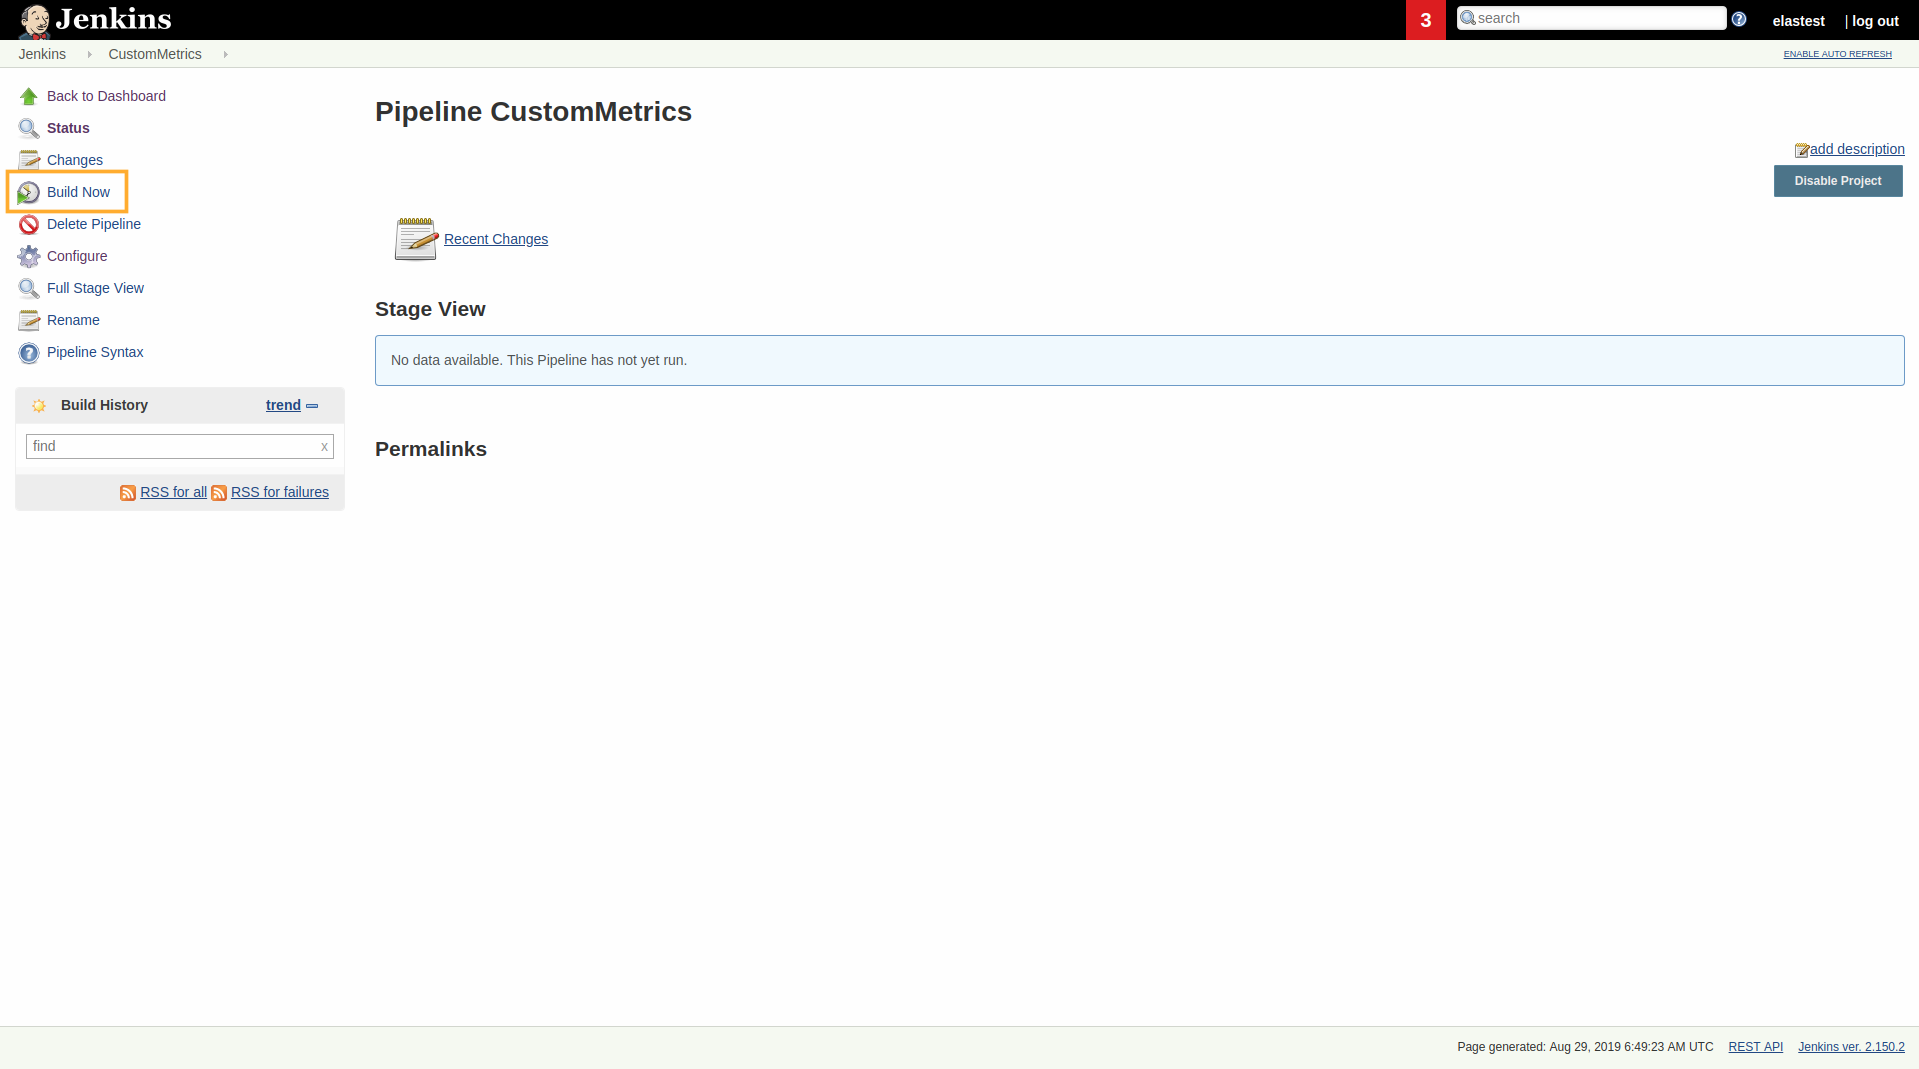 Jenkins
3
search
elastest
| log out
Jenkins
CustomMetrics
ENABLE AUTO REFRESH
Back to Dashboard
Status
Changes
Build Now
Delete Pipeline
Configure
Full Stage View
Rename
Pipeline Syntax
Build History
trend
find
x
RSS for all
RSS for failures
Pipeline CustomMetrics
add description
Disable Project
Recent Changes
Stage View
No data available. This Pipeline has not yet run.
Permalinks
Page generated: Aug 29, 2019 6:49:23 AM UTC
REST API
Jenkins ver. 2.150.2